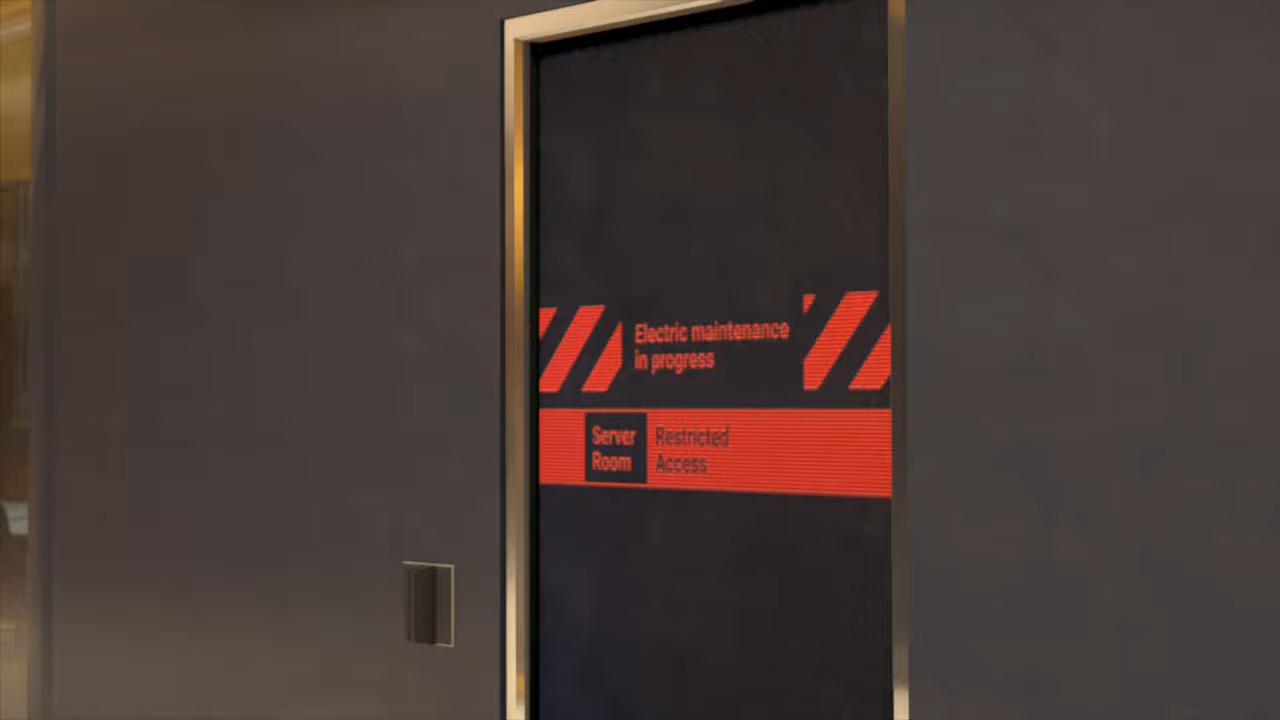 Electric maintenance
in progress
Server
Room
Restricted
Access